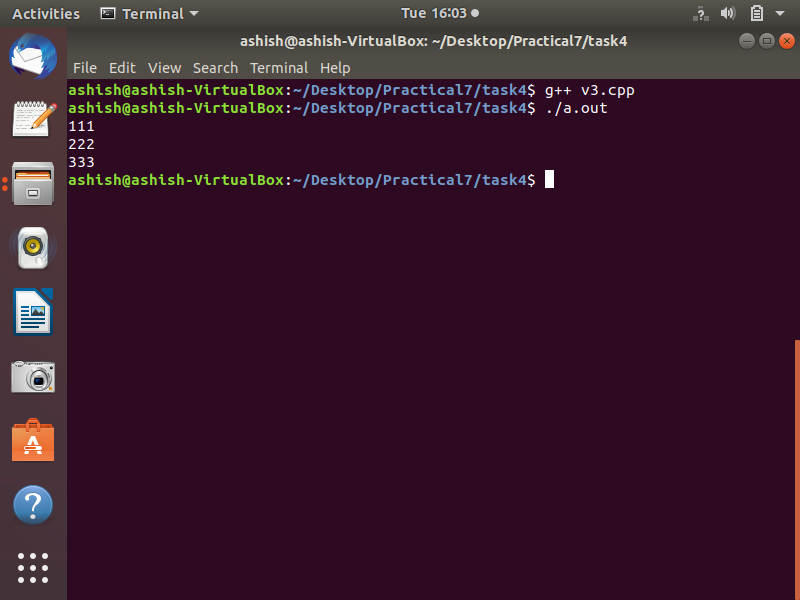 Activities Terminal Tue 16:03
ashish@ashish-VirtualBox: ~/Desktop/Practical7/task4
File Edit View Search Terminal Help
ashish@ashish-VirtualBox:~/Desktop/Practical7/task4$ g++ v3.cpp
ashish@ashish-VirtualBox:~/Desktop/Practical7/task4$ ./a.out
111
222
333
ashish@ashish-VirtualBox:~/Desktop/Practical7/task4$